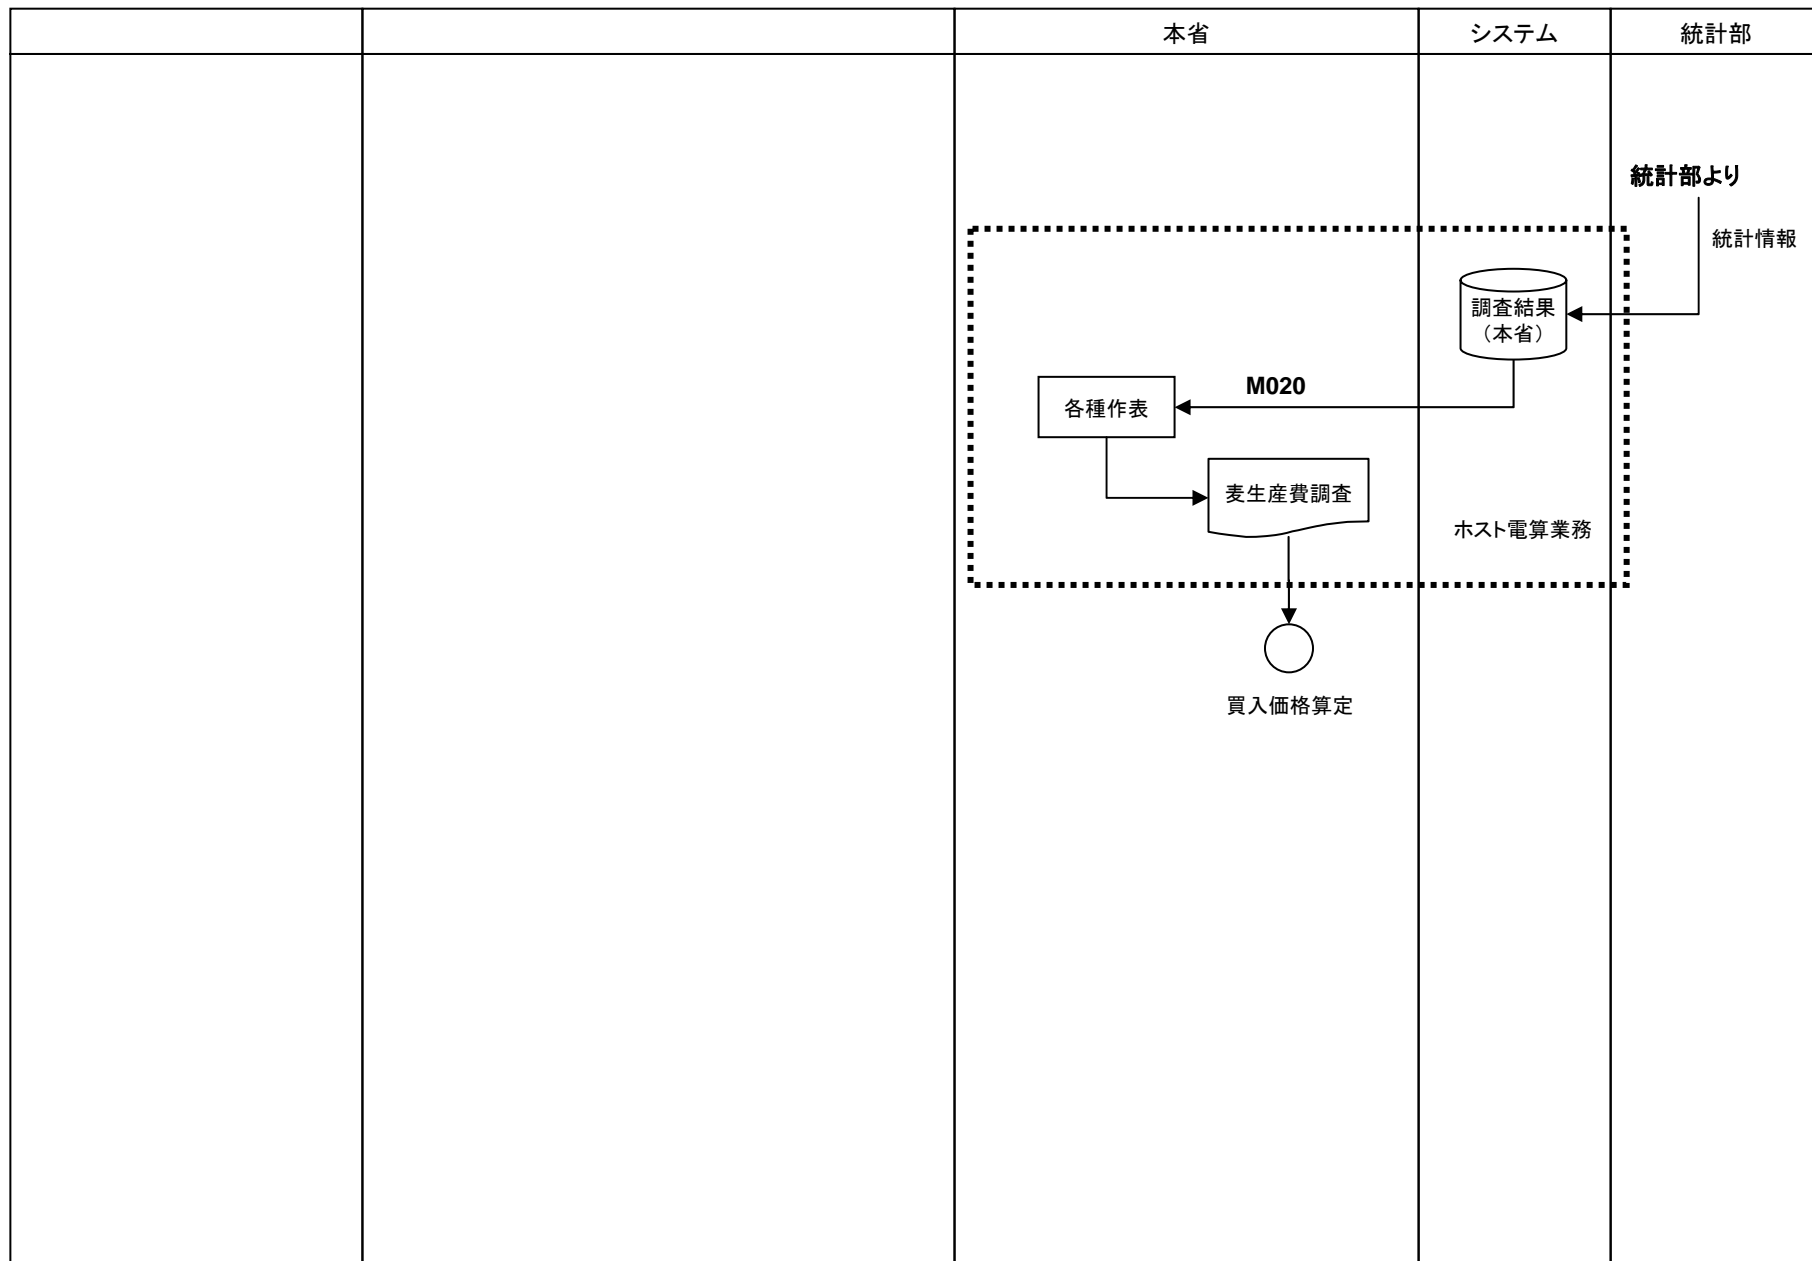 本省
システム
統計部
統計部より
統計情報
調査結果
（本省）
M020
各種作表
麦生産費調査
ホスト電算業務
買入価格算定